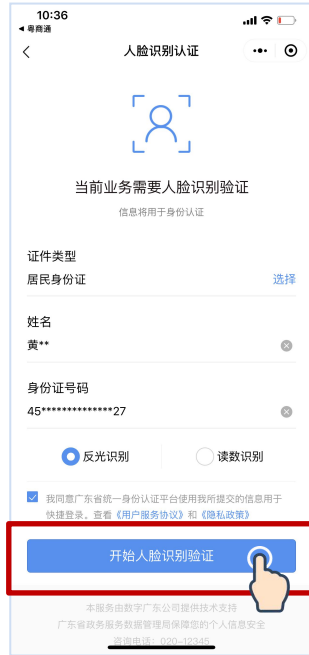 10:36
◀ 粤商通
人脸识别认证
当前业务需要人脸识别验证
信息将用于身份认证
证件类型
居民身份证
选择
姓名
黄**
身份证号码
45**************27
反光识别
读数识别
我同意广东省统一身份认证平台使用我所提交的信息用于
快捷登录。查看《用户服务协议》和《隐私政策》
开始人脸识别验证
本服务由数字广东公司提供技术支持
广东省政务服务数据管理局保障您的个人信息安全
咨询电话：020-12345